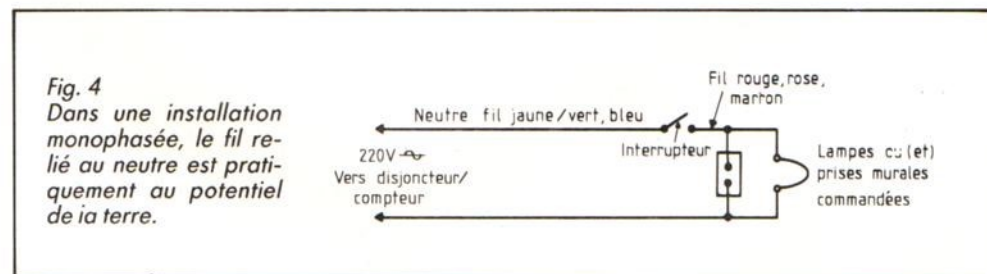 Fig. 4
Dans une installation
monophasée, le fil re-
lié au neutre est prati-
quement au potentiel
de ia terre.
Neutre fil jaune/vert, bleu
Fil rouge, rose,
marron
Interrupteur
220V
Vers disjoncteur/
compteur
Lampes (et)
prises murales
commandées